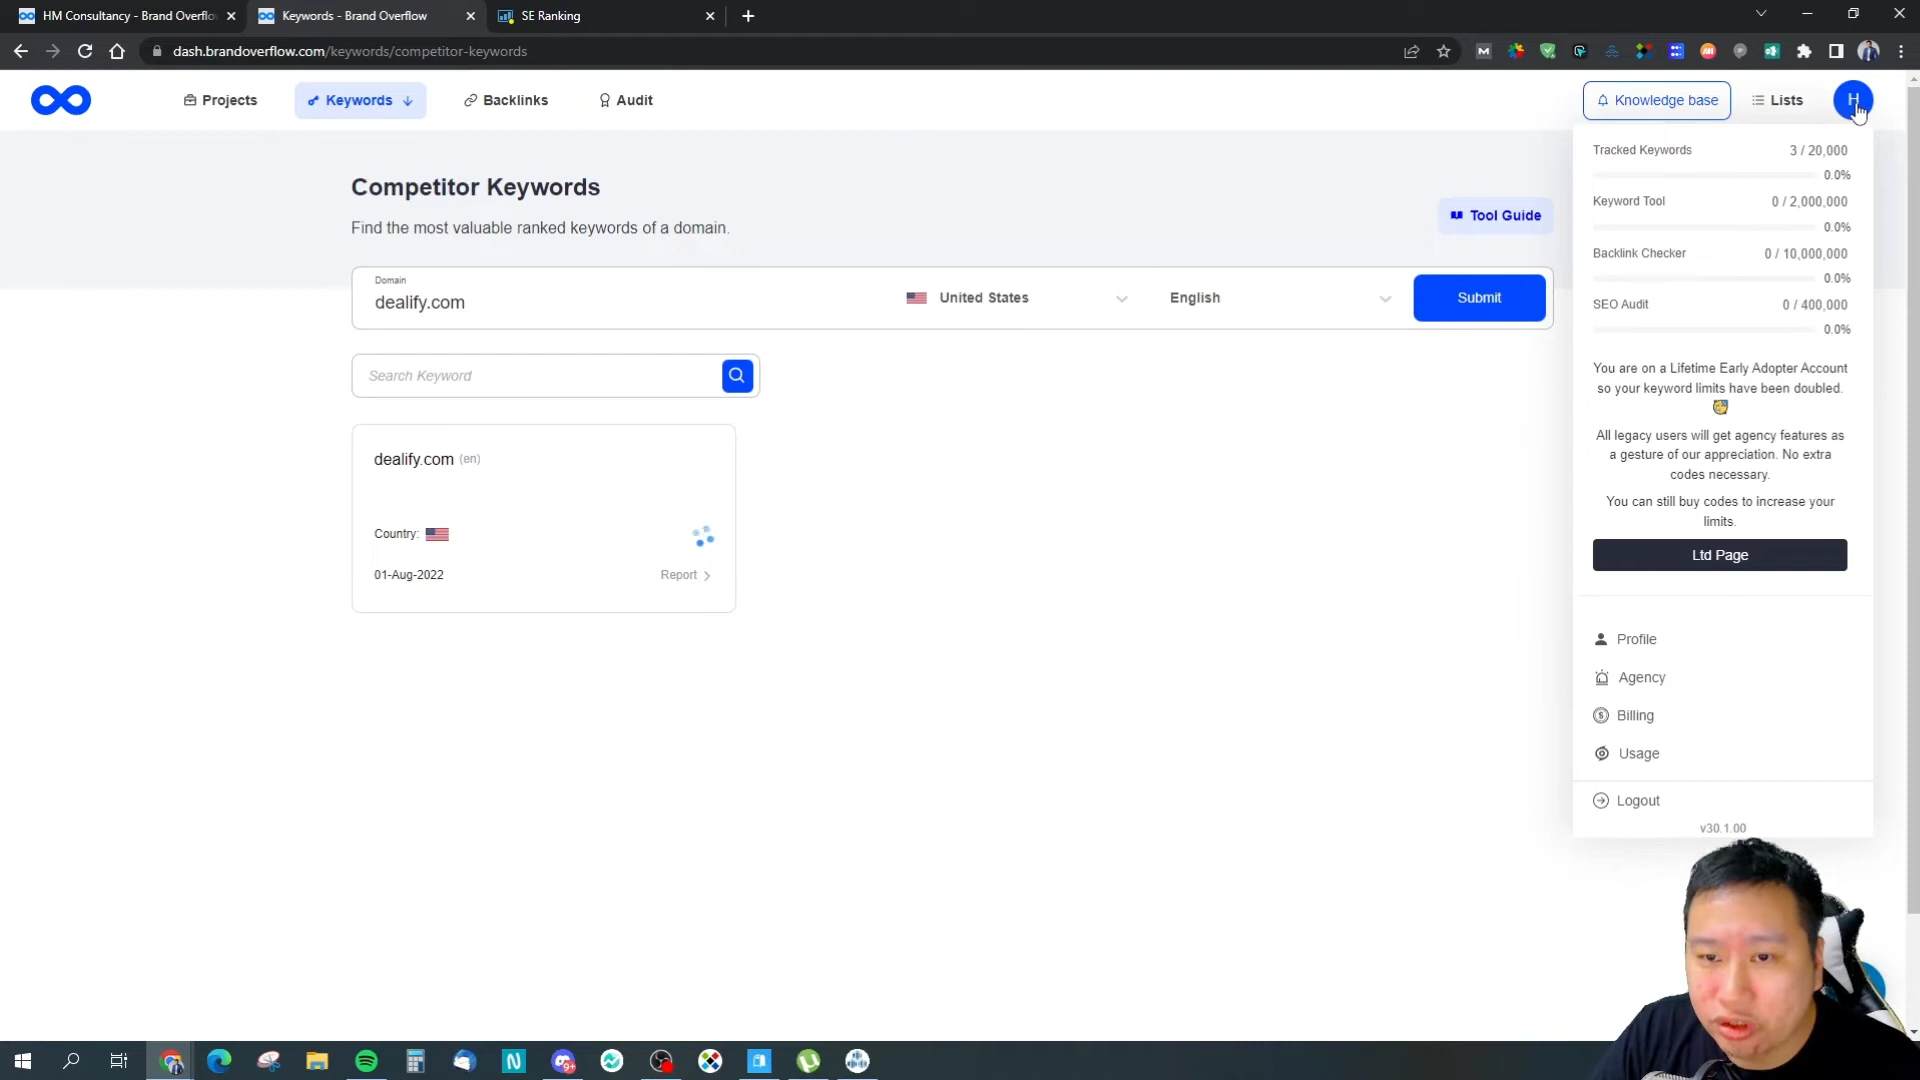 HM Consultancy - Brand Overflo
Keywords - Brand Overflow
SE Ranking
dash.brandoverflow.com/keywords/competitor-keywords
Projects
Keywords
Backlinks
Audit
Knowledge base
Lists
H
Competitor Keywords
Find the most valuable ranked keywords of a domain.
Tool Guide
Domain
dealify.com
United States
English
Submit
Search Keyword
dealify.com (en)
Country:
01-Aug-2022
Report
Tracked Keywords 3 / 20,000
0.0%
Keyword Tool 0 / 2,000,000
0.0%
Backlink Checker 0 / 10,000,000
0.0%
SEO Audit 0 / 400,000
0.0%
You are on a Lifetime Early Adopter Account
so your keyword limits have been doubled.
All legacy users will get agency features as
a gesture of our appreciation. No extra
codes necessary.
You can still buy codes to increase your
limits.
Ltd Page
Profile
Agency
Billing
Usage
Logout
v30.1.00
9+